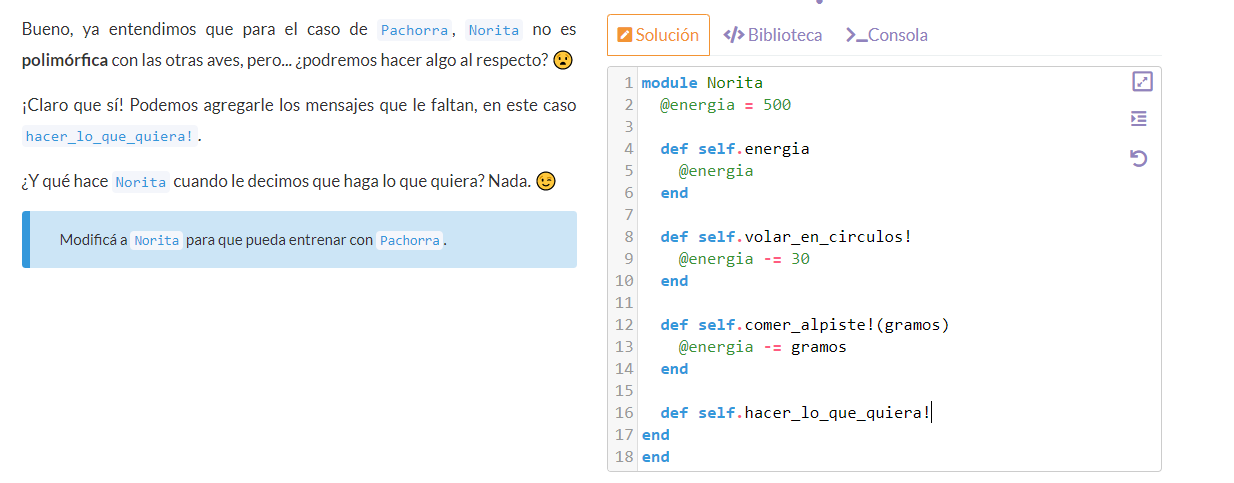 Bueno, ya entendimos que para el caso de Pachorra, Norita no es
polimórfica con las otras aves, pero... ¿podremos hacer algo al respecto? 😦
¡Claro que sí! Podemos agregarle los mensajes que le faltan, en este caso
hacer_lo_que_quiera!.
¿Y qué hace Norita cuando le decimos que haga lo que quiera? Nada. 😉
Modificá a Norita para que pueda entrenar con Pachorra.
Solución </> Biblioteca >_Consola
1 module Norita
2   @energia = 500
3
4   def self.energia
5     @energia
6   end
7
8   def self.volar_en_circulos!
9     @energia -= 30
10   end
11
12   def self.comer_alpiste!(gramos)
13     @energia -= gramos
14   end
15
16   def self.hacer_lo_que_quiera!
17 end
18 end